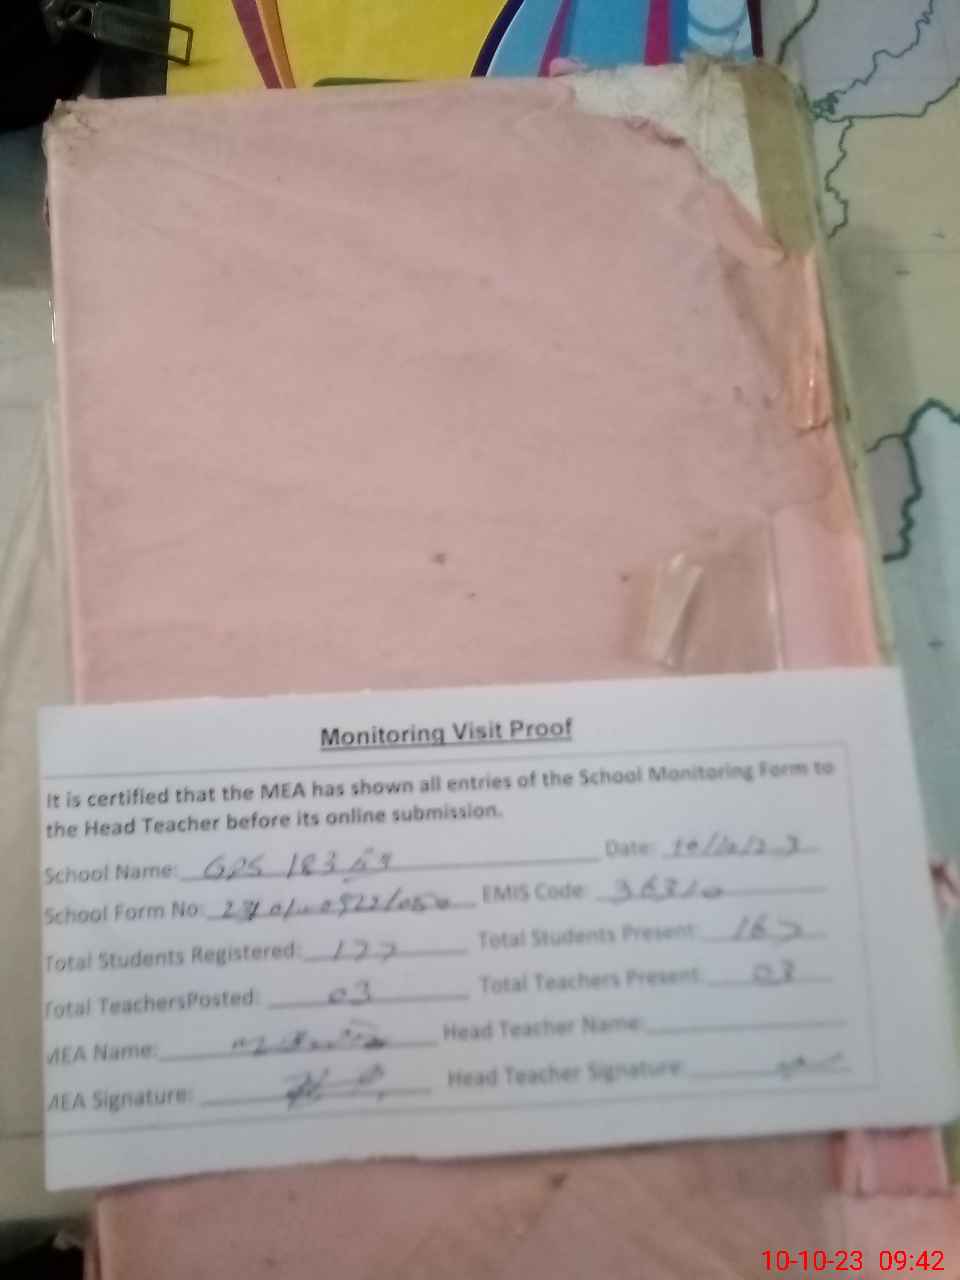 Monitoring Visit Proof
It is certified that the MEA has shown all entries of the School Monitoring Form to
the Head Teacher before its online submission.
School Name: GPS Date: 10/10/23
School Form No: EMIS Code: 36310
Total Students Registered: Total Students Present:
Total TeachersPosted: 03 Total Teachers Present: 03
MEA Name: Head Teacher Name:
MEA Signature: Head Teacher Signature:
10-10-23 09:42